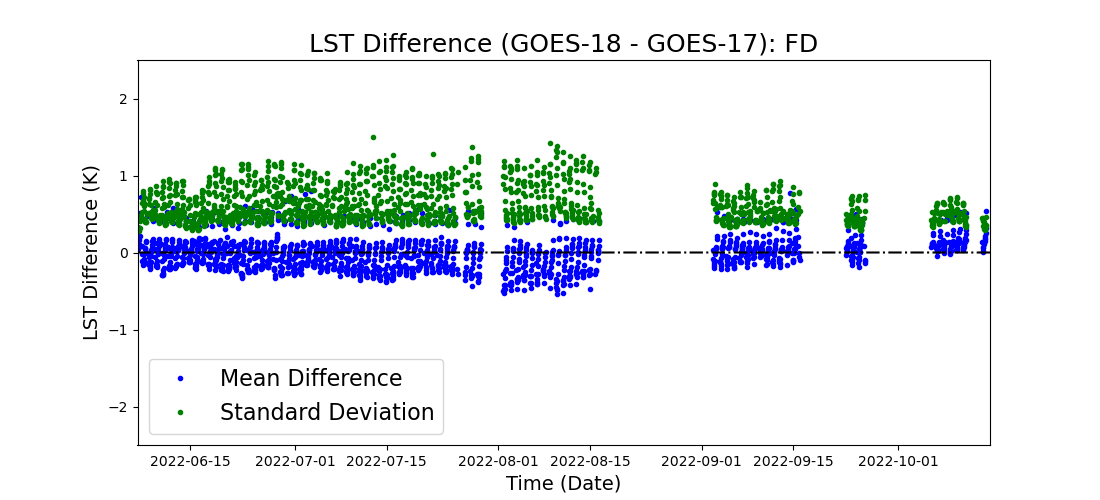 LST Difference (GOES-18 - GOES-17): FD
LST Difference (K)
2
1
0
−1
−2
Mean Difference
Standard Deviation
2022-06-15 2022-07-01 2022-07-15 2022-08-01 2022-08-15 2022-09-01 2022-09-15 2022-10-01
Time (Date)